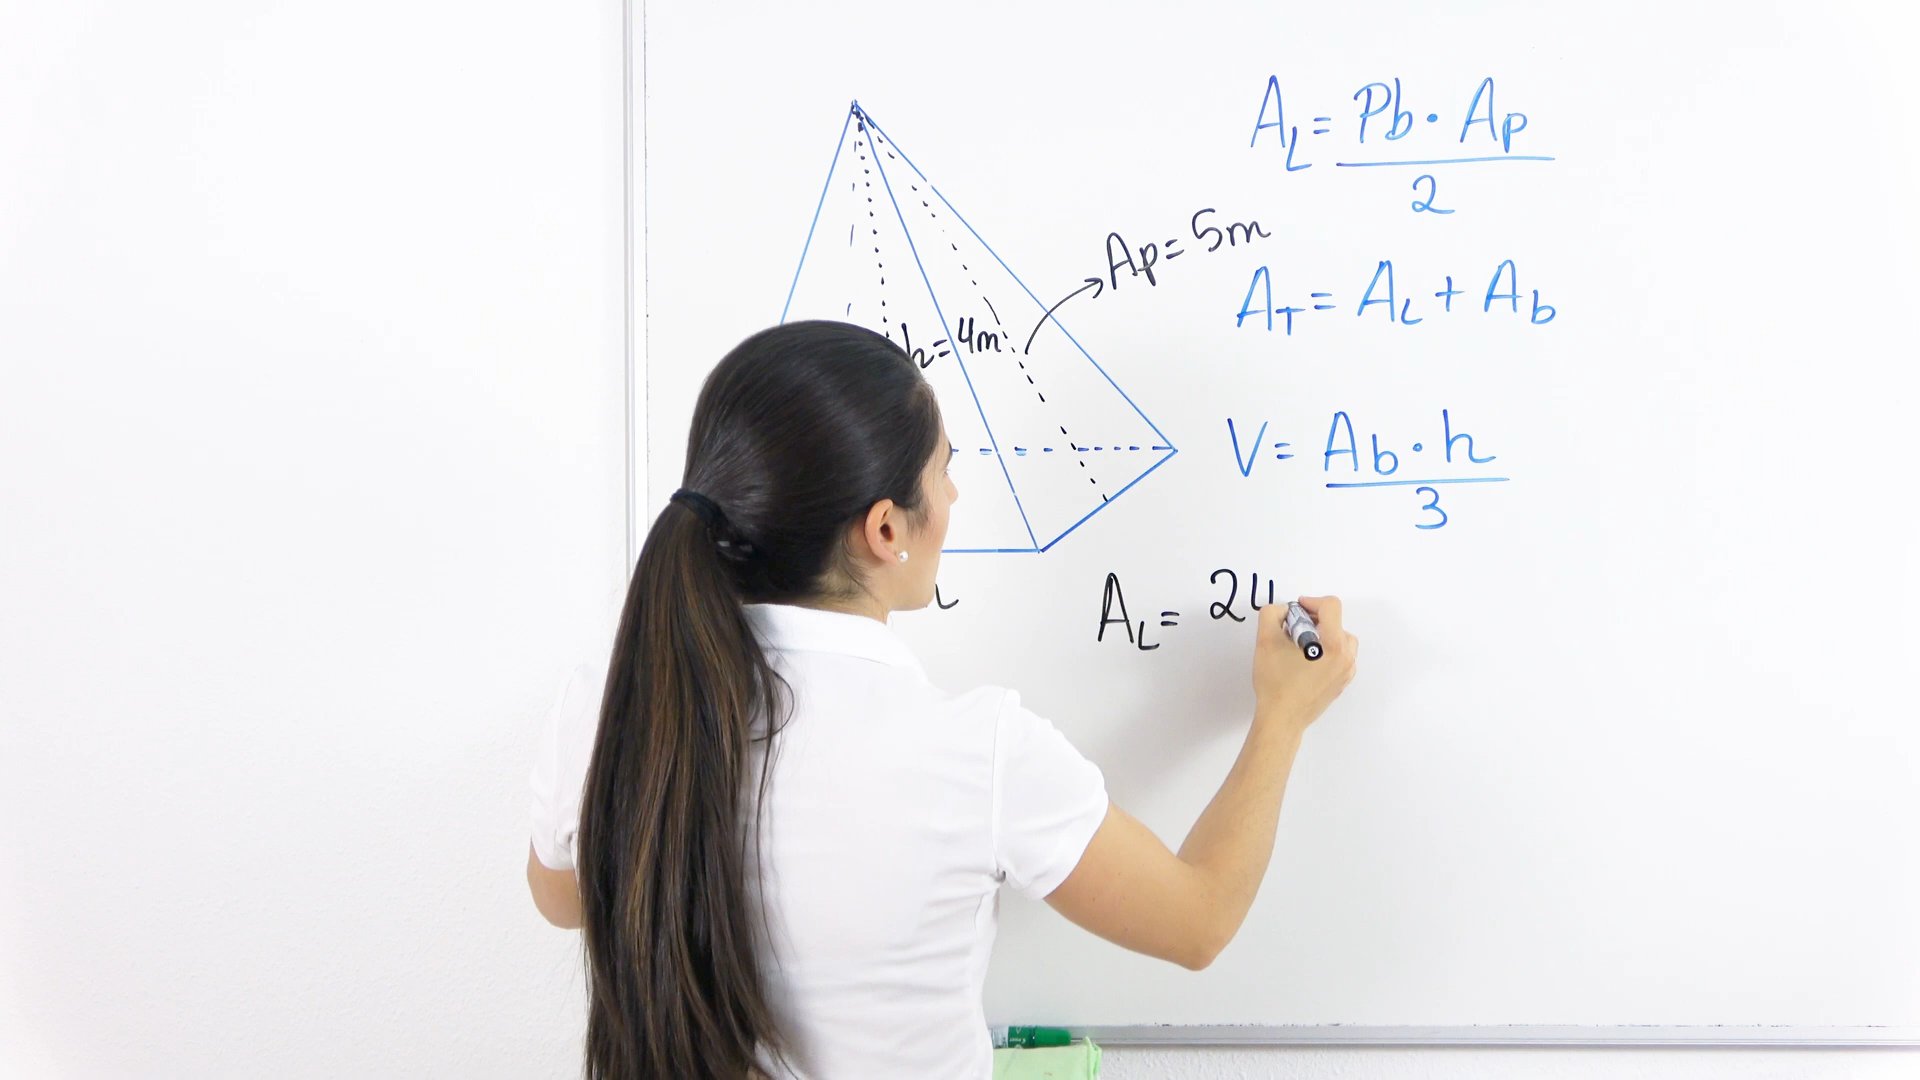 A_L = Pb · Ap / 2
Ap = 5m
A_T = A_L + A_b
h = 4m
V = Ab · h / 3
A_L = 24